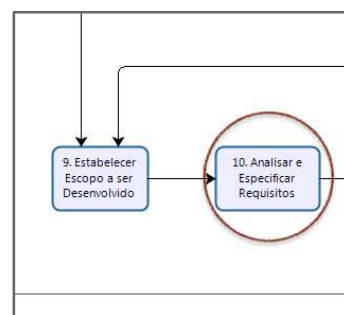 9. Estabelecer
Escopo a ser
Desenvolvido
10. Analisar e
Especificar
Requisitos